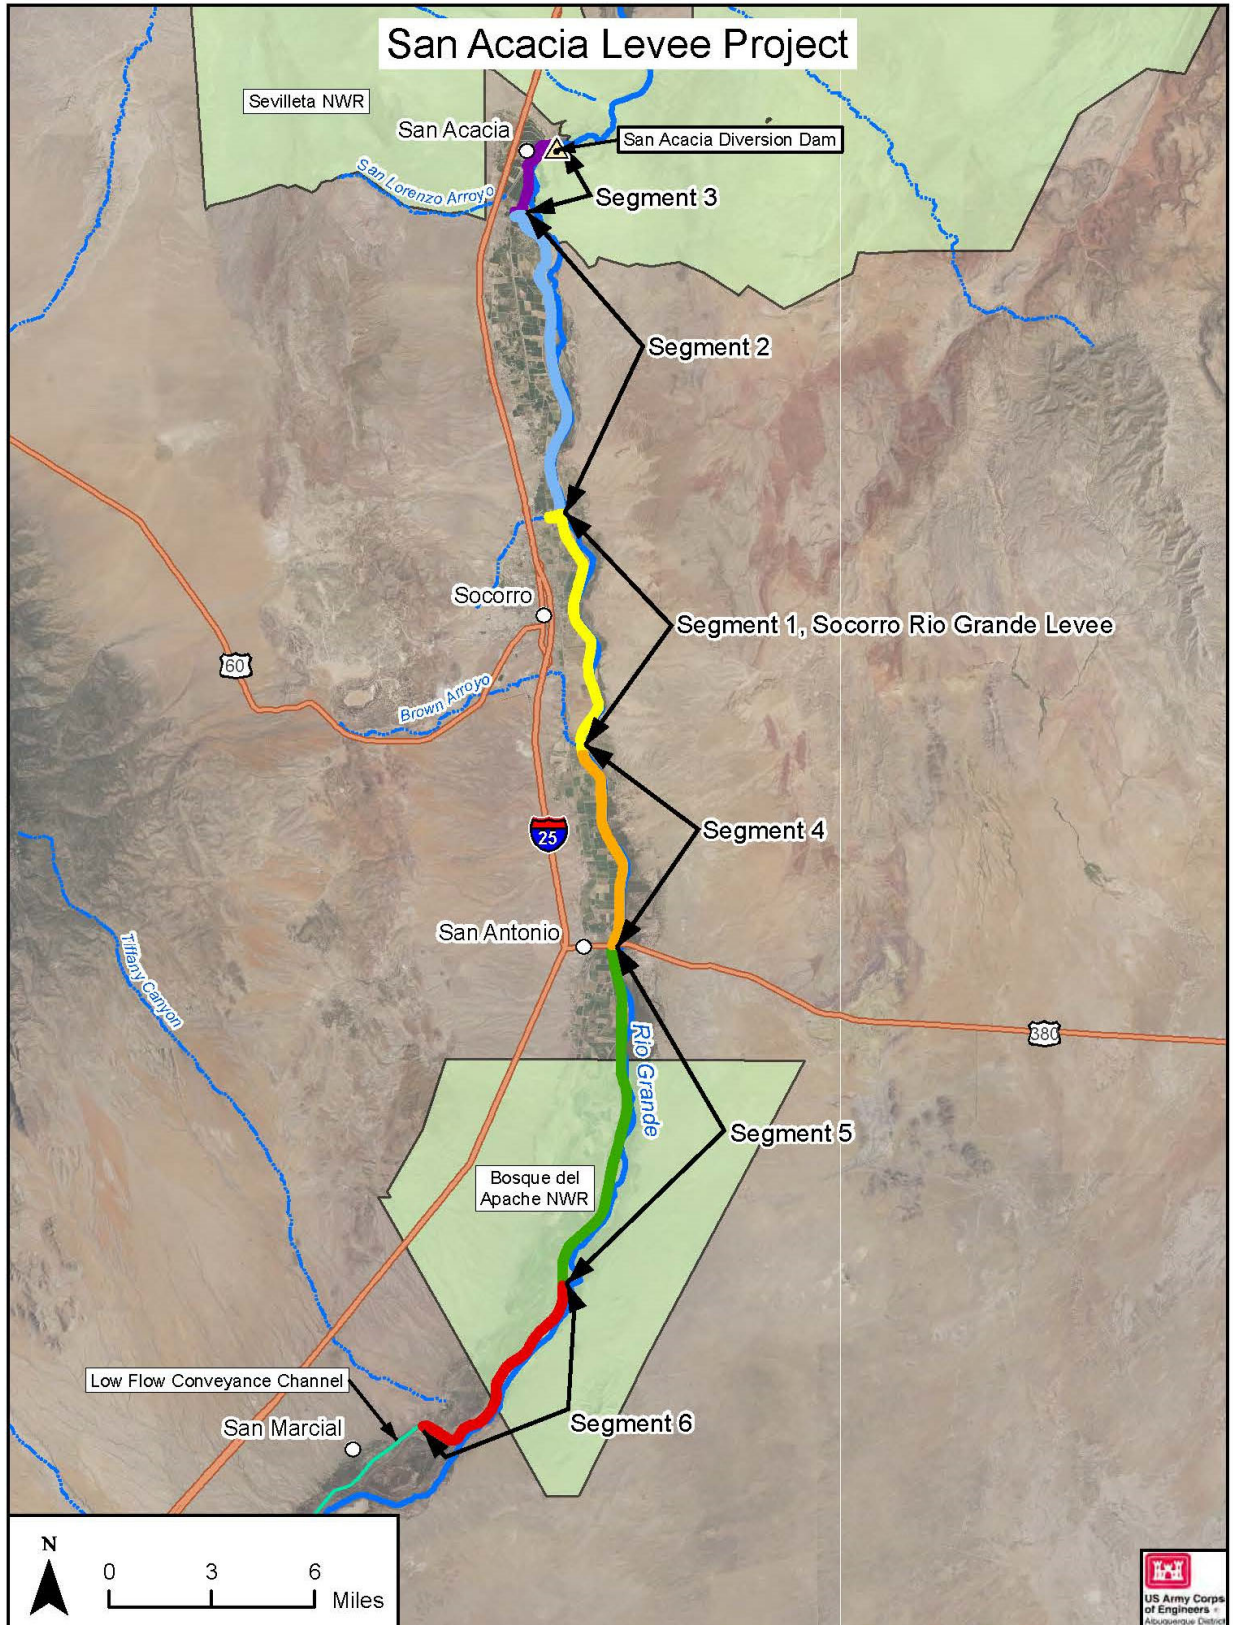 San Acacia Levee Project
Sevilleta NWR
San Acacia
San Acacia Diversion Dam
San Lorenzo Arroyo
Segment 3
Segment 2
Socorro
Segment 1, Socorro Rio Grande Levee
60
Brown Arroyo
25
Segment 4
San Antonio
Tiffany Canyon
Rio Grande
380
Segment 5
Bosque del
Apache NWR
Low Flow Conveyance Channel
San Marcial
Segment 6
N
0 3 6
Miles
US Army Corps
of Engineers
Albuquerque District